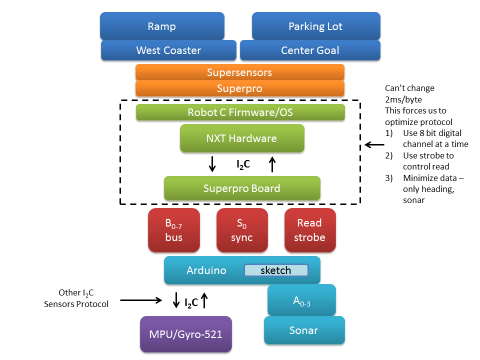 Ramp
Parking Lot
West Coaster
Center Goal
Supersensors
Superpro
Robot C Firmware/OS
NXT Hardware
I2C
Superpro Board
Can't change
2ms/byte
This forces us to
optimize protocol
1) Use 8 bit digital
channel at a time
2) Use strobe to
control read
3) Minimize data –
only heading,
sonar
B0-7
bus
S0
sync
Read
strobe
Arduino
sketch
Other I2C
Sensors Protocol
I2C
A0-3
MPU/Gyro-521
Sonar